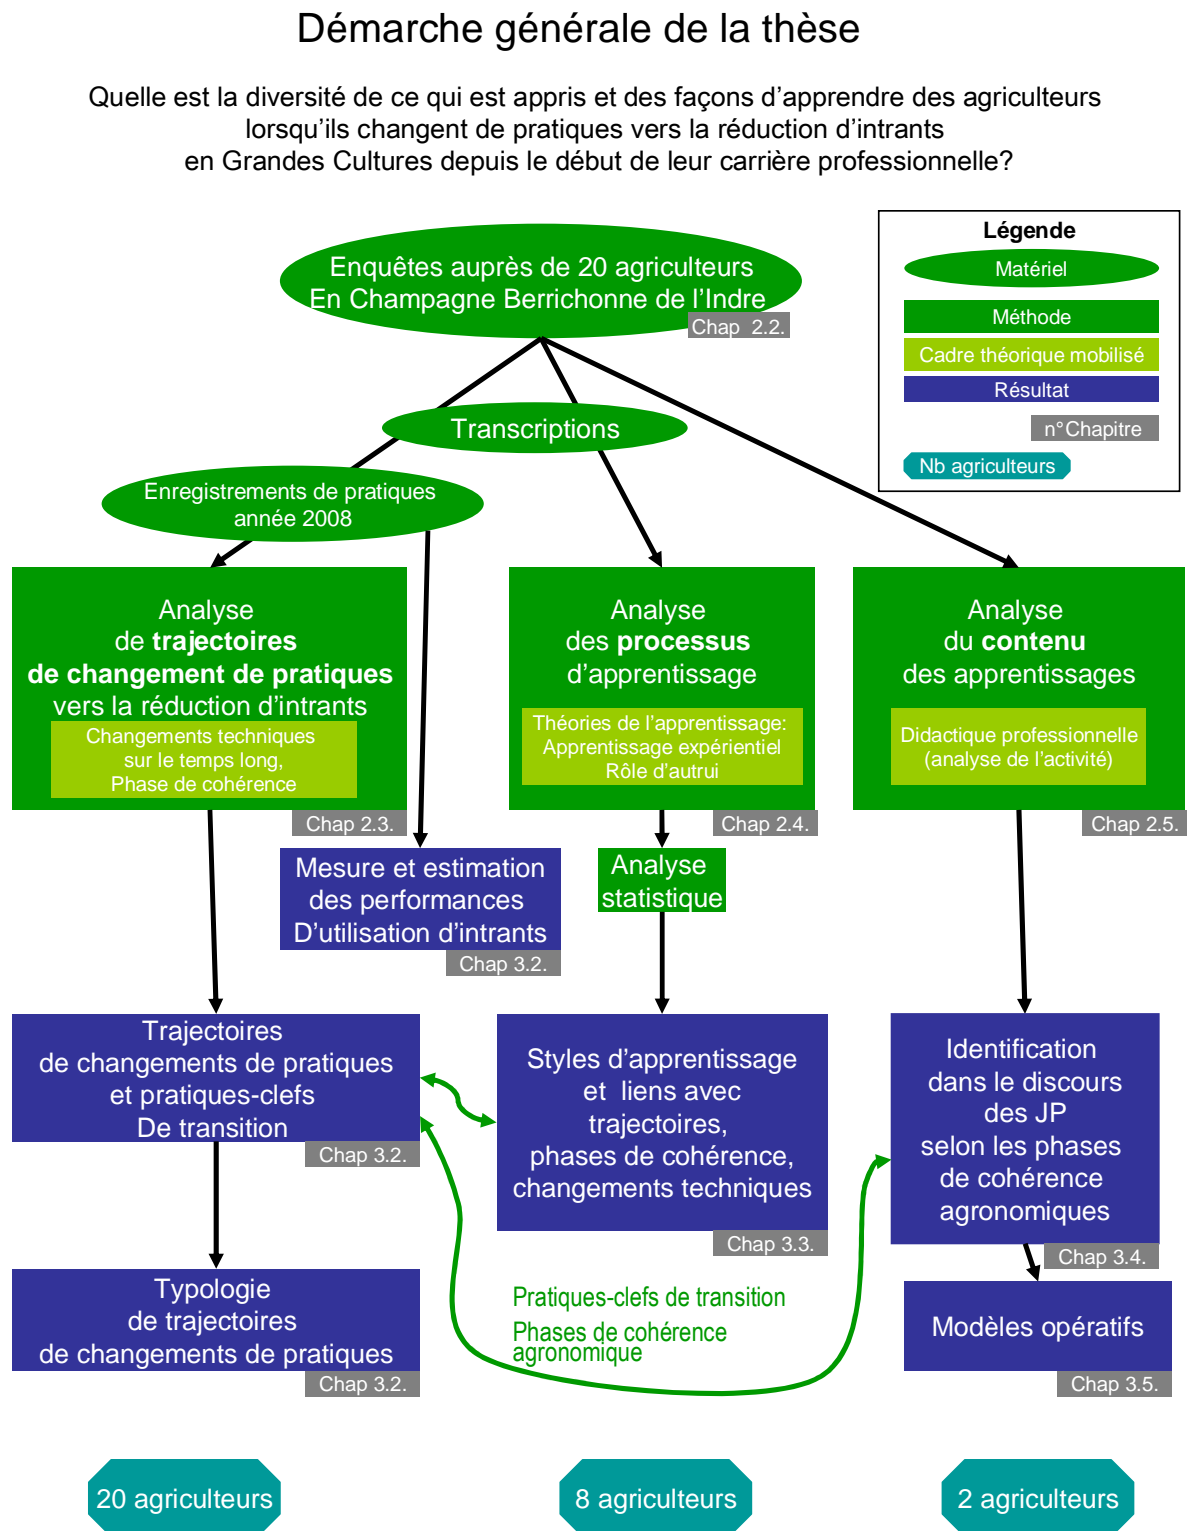 Démarche générale de la thèse
Quelle est la diversité de ce qui est appris et des façons d'apprendre des agriculteurs
lorsqu'ils changent de pratiques vers la réduction d'intrants
en Grandes Cultures depuis le début de leur carrière professionnelle?
Légende
Matériel
Méthode
Cadre théorique mobilisé
Résultat
n°Chapitre
Nb agriculteurs
Enquêtes auprès de 20 agriculteurs
En Champagne Berrichonne de l'Indre
Chap 2.2.
Transcriptions
Enregistrements de pratiques
année 2008
Analyse
de trajectoires
de changement de pratiques
vers la réduction d'intrants
Changements techniques
sur le temps long,
Phase de cohérence
Chap 2.3.
Analyse
des processus
d'apprentissage
Théories de l'apprentissage:
Apprentissage expérientiel
Rôle d'autrui
Chap 2.4.
Analyse
du contenu
des apprentissages
Didactique professionnelle
(analyse de l'activité)
Chap 2.5.
Mesure et estimation
des performances
D'utilisation d'intrants
Chap 3.2.
Analyse
statistique
Trajectoires
de changements de pratiques
et pratiques-clefs
De transition
Chap 3.2.
Styles d'apprentissage
et liens avec
trajectoires,
phases de cohérence,
changements techniques
Chap 3.3.
Identification
dans le discours
des JP
selon les phases
de cohérence
agronomiques
Chap 3.4.
Typologie
de trajectoires
de changements de pratiques
Chap 3.2.
Pratiques-clefs de transition
Phases de cohérence
agronomique
Modèles opératifs
Chap 3.5.
20 agriculteurs
8 agriculteurs
2 agriculteurs